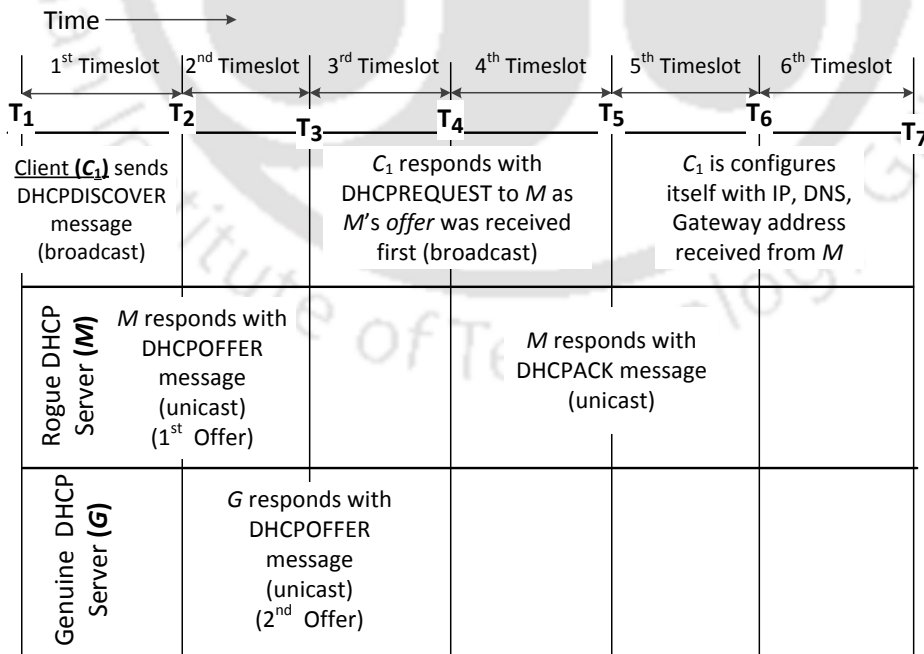 Time
1st Timeslot
2nd Timeslot
3rd Timeslot
4th Timeslot
5th Timeslot
6th Timeslot
T1
T2
T3
T4
T5
T6
T7
Client (C1) sends
DHCPDISCOVER
message
(broadcast)
C1 responds with
DHCPREQUEST to M as
M's offer was received
first (broadcast)
C1 is configures
itself with IP, DNS,
Gateway address
received from M
Rogue DHCP
Server (M)
M responds with
DHCPOFFER
message
(unicast)
(1st Offer)
M responds with
DHCPACK message
(unicast)
Genuine DHCP
Server (G)
G responds with
DHCPOFFER
message
(unicast)
(2nd Offer)